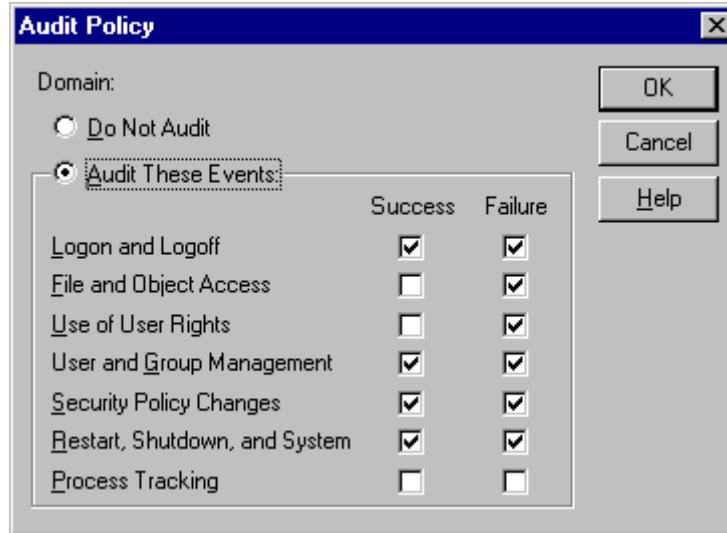 Audit Policy
Domain:
OK
Do Not Audit
Cancel
Audit These Events:
Help
Success Failure
Logon and Logoff
File and Object Access
Use of User Rights
User and Group Management
Security Policy Changes
Restart, Shutdown, and System
Process Tracking